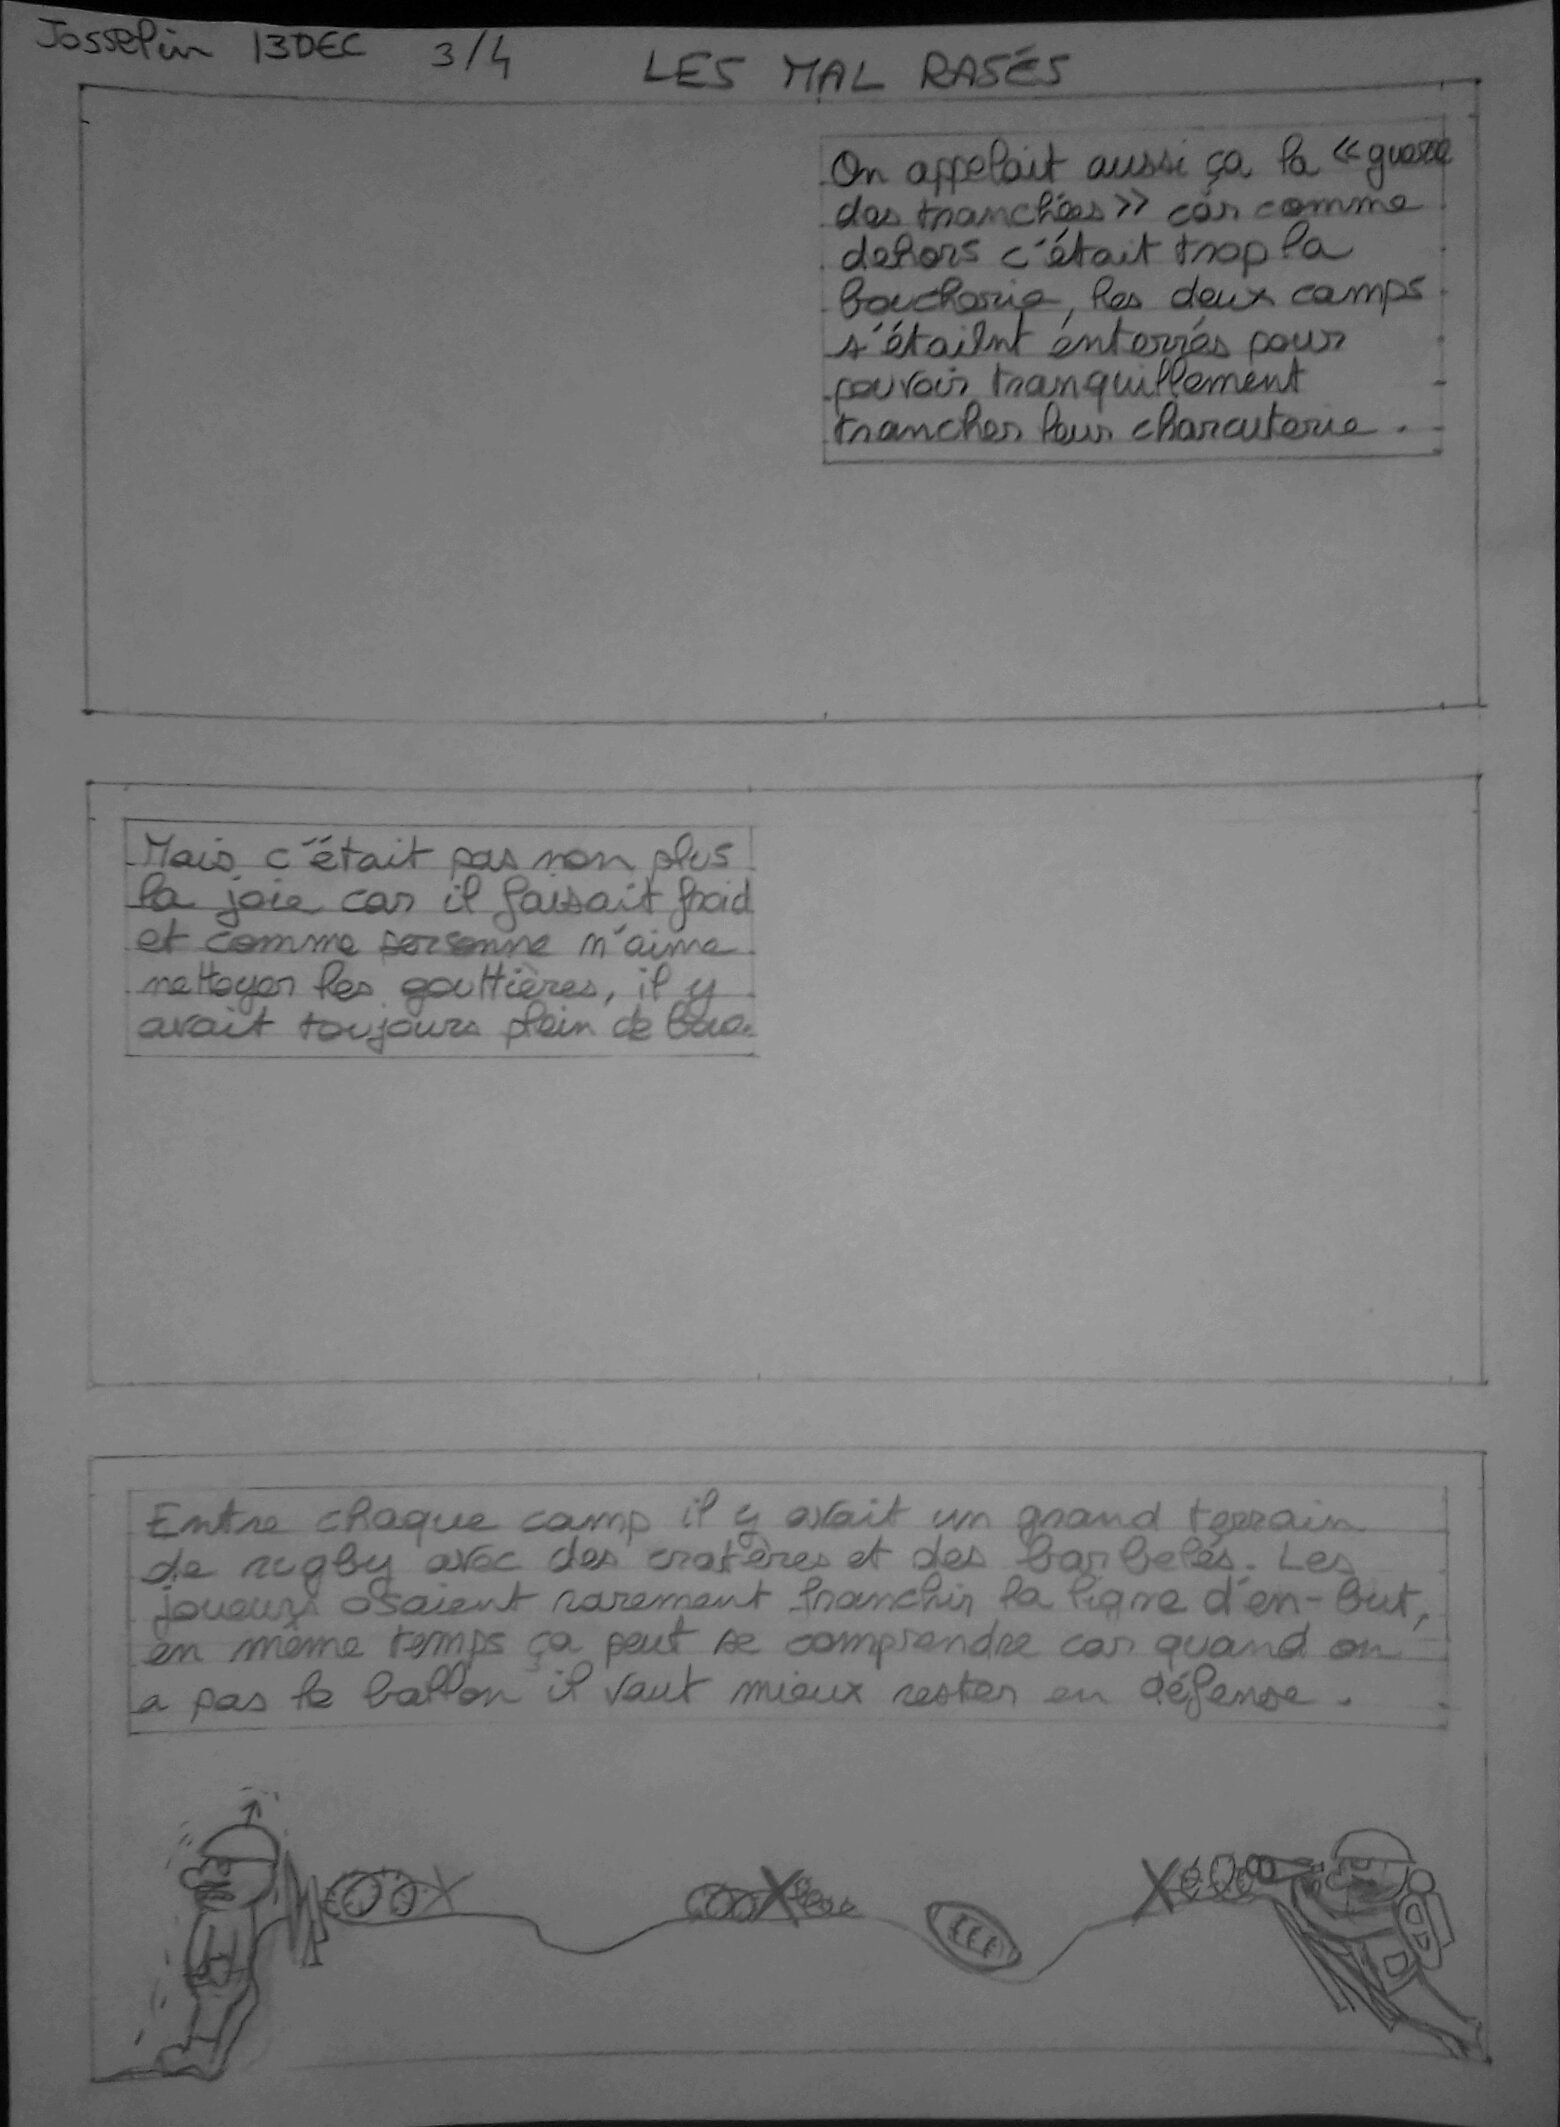 Josselin 13DEC 3/4 LES MAL RASÉS
On appelait aussi ça la « guerre
des tranchées » car comme
dehors c'était trop la
boucherie, les deux camps
s'étaient enterrés pour
pouvoir tranquillement
trancher leur charcuterie.
Mais c'était pas non plus
la joie car il faisait froid
et comme personne n'aime
nettoyer les gouttières, il y
avait toujours plein de boue.
Entre chaque camp il y avait un grand terrain
de rugby avec des cratères et des barbelés. Les
joueurs osaient rarement franchir la ligne d'en-but,
en même temps ça peut se comprendre car quand on
a pas le ballon il vaut mieux rester en défense.